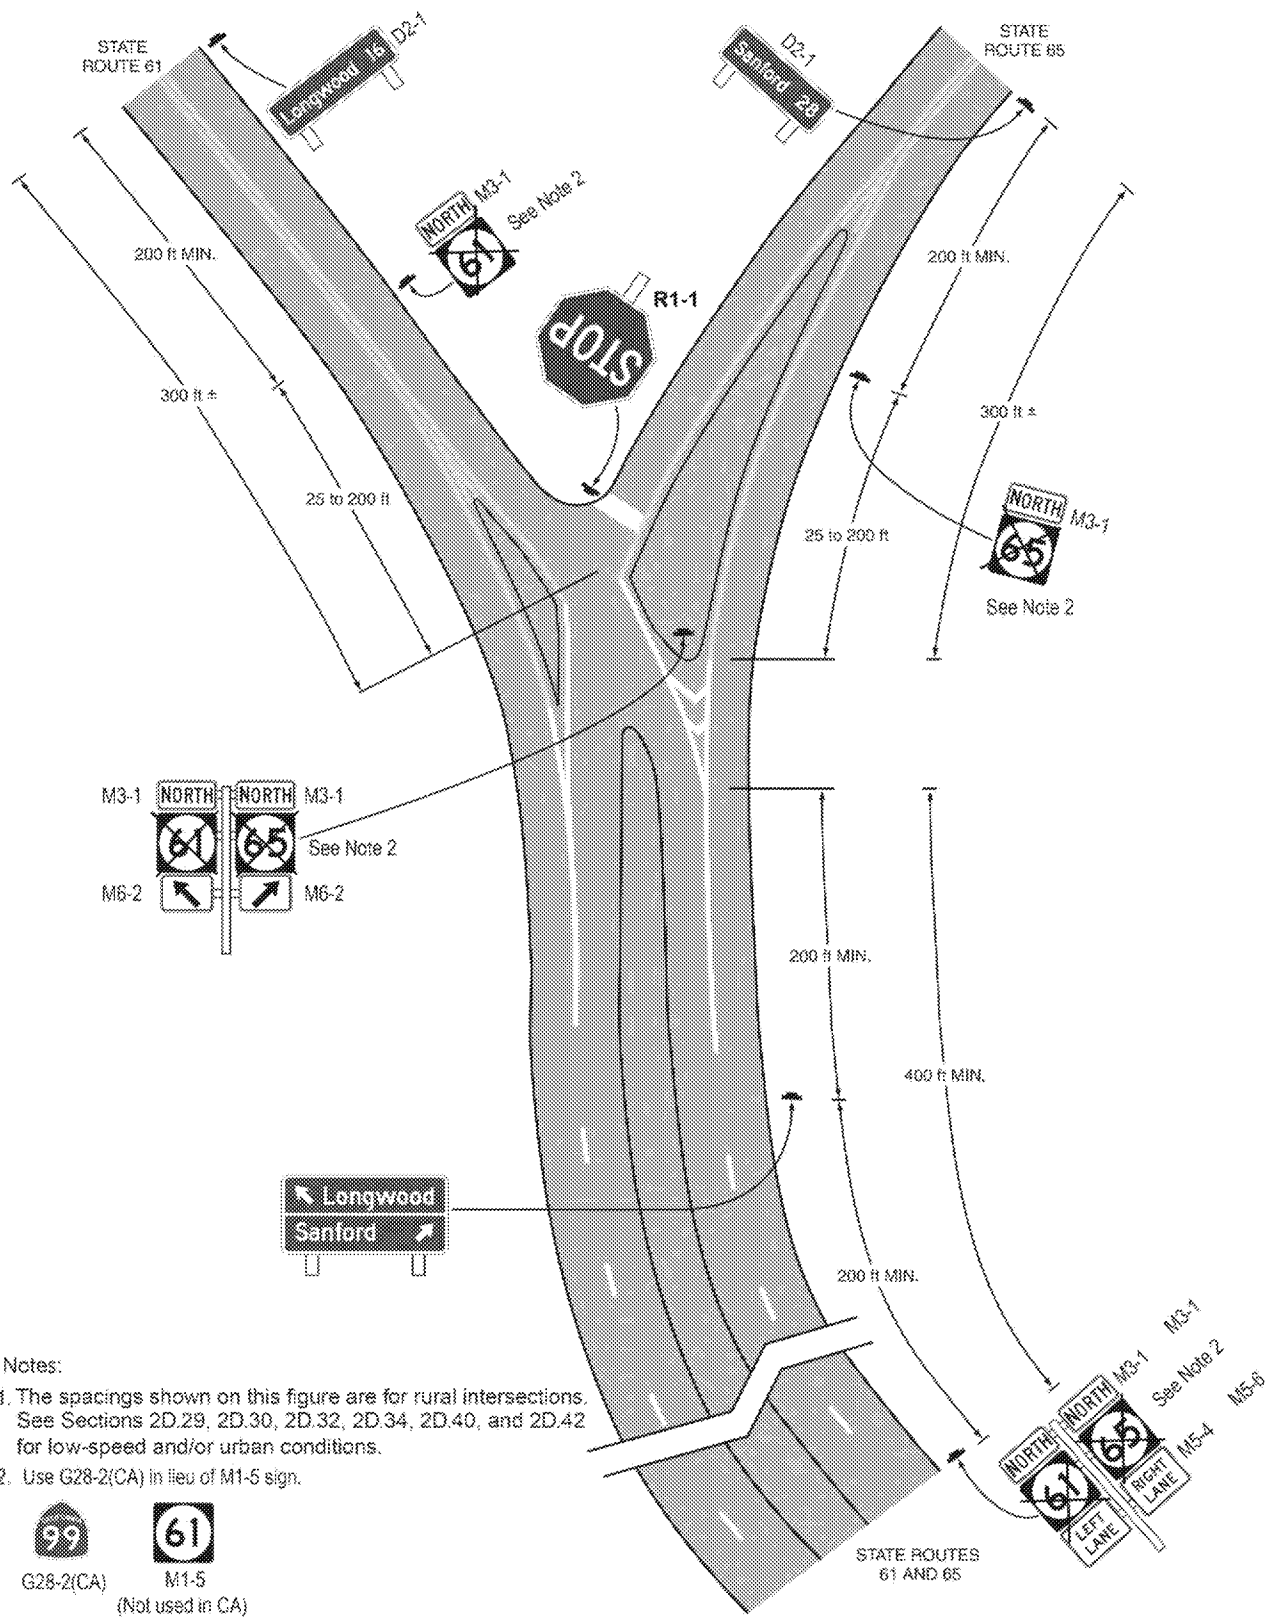 STATE
ROUTE 61
Longwood 16
D2-1
Sanford 28
D2-1
STATE
ROUTE 65
NORTH
M3-1
61
See Note 2
200 ft MIN.
200 ft MIN.
STOP
R1-1
300 ft ±
300 ft ±
25 to 200 ft
25 to 200 ft
NORTH
M3-1
65
See Note 2
M3-1
NORTH
NORTH
M3-1
61
65
See Note 2
M6-2
M6-2
200 ft MIN.
400 ft MIN.
Longwood
Sanford
200 ft MIN.
M3-1
NORTH
M3-1
See Note 2
M5-6
65
RIGHT
LANE
M5-4
NORTH
61
LEFT
LANE
STATE ROUTES
61 AND 65
Notes:
1. The spacings shown on this figure are for rural intersections.
See Sections 2D.29, 2D.30, 2D.32, 2D.34, 2D.40, and 2D.42
for low-speed and/or urban conditions.
2. Use G28-2(CA) in lieu of M1-5 sign.
99
61
G28-2(CA)
M1-5
(Not used in CA)